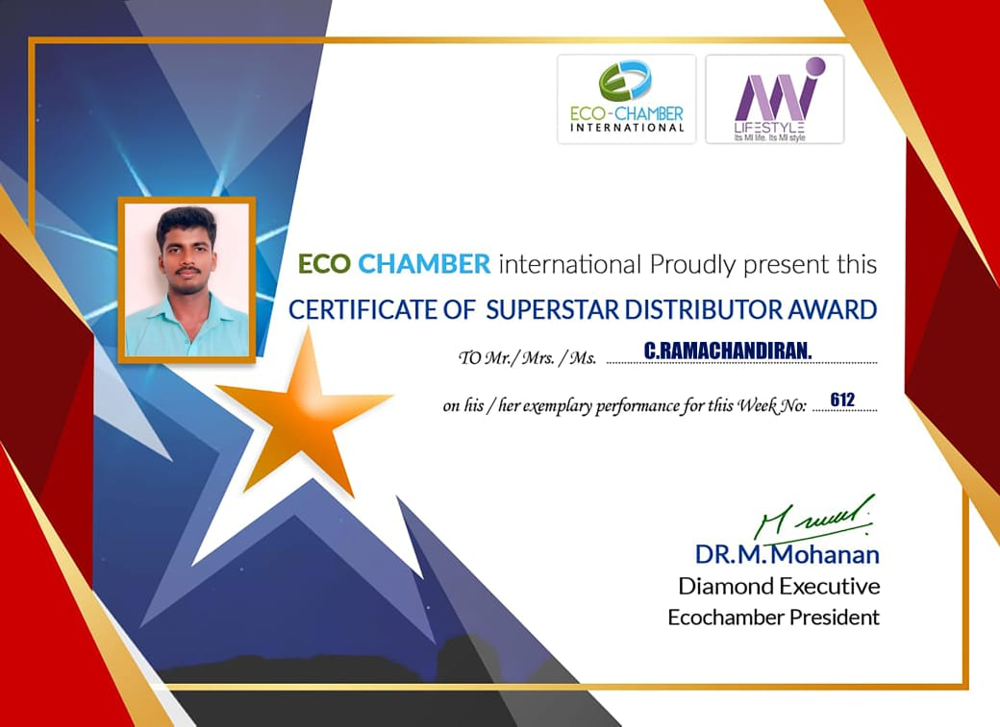 ECO-CHAMBER
INTERNATIONAL
MI
LIFESTYLE
Its MI life. Its MI style
ECO CHAMBER international Proudly present this
CERTIFICATE OF SUPERSTAR DISTRIBUTOR AWARD
TO Mr./ Mrs. / Ms. C.RAMACHANDIRAN.
on his / her exemplary performance for this Week No: 612
DR.M.Mohanan
Diamond Executive
Ecochamber President